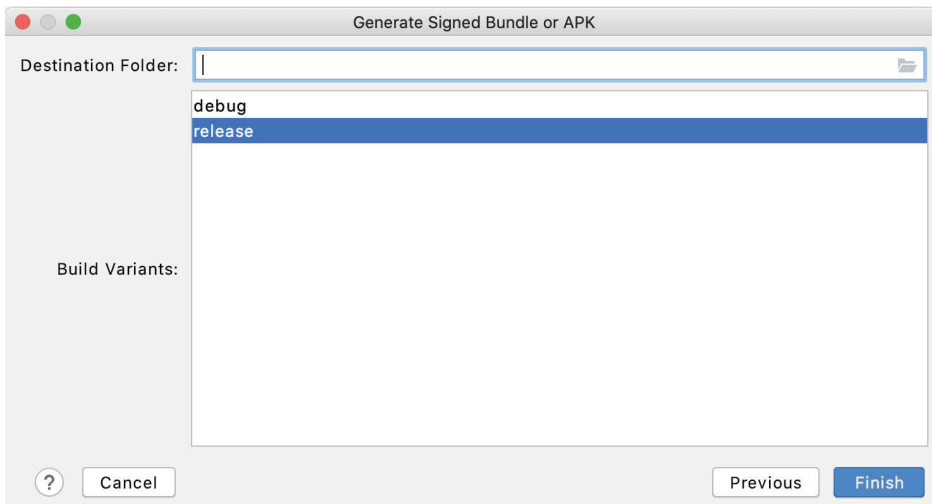 Generate Signed Bundle or APK
Destination Folder:
debug
release
Build Variants:
? Cancel Previous Finish